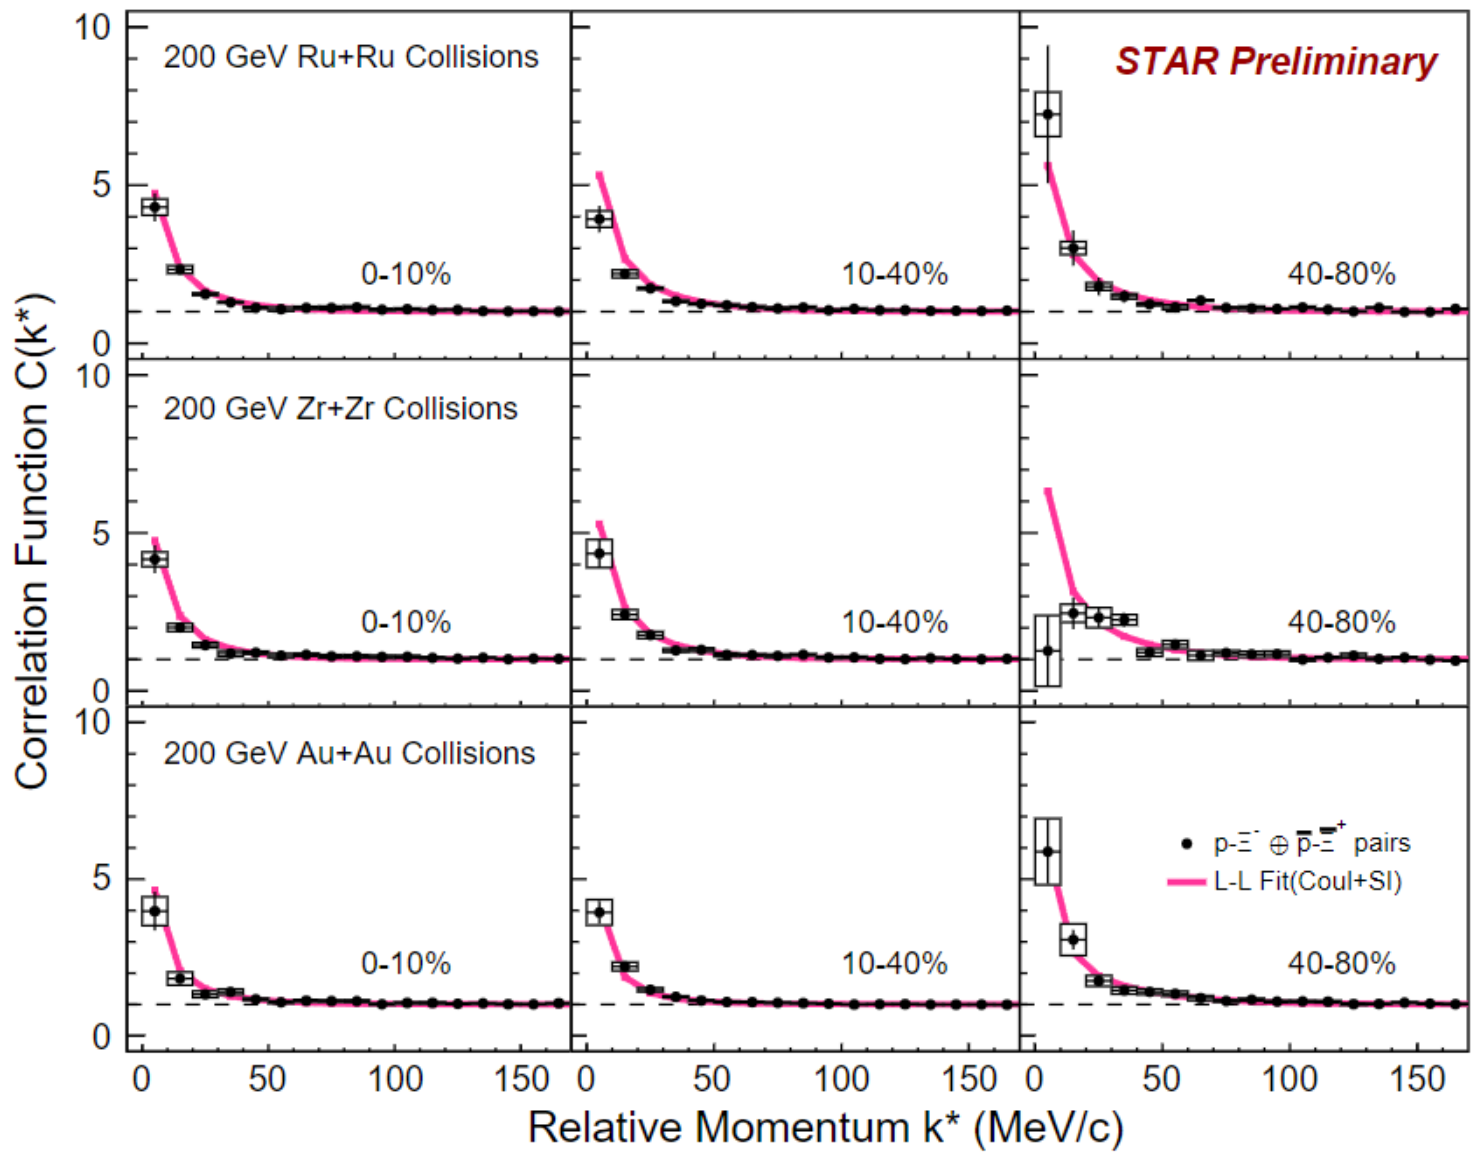 Correlation Function C(k*)
10
200 GeV Ru+Ru Collisions
STAR Preliminary
5
0-10%
10-40%
40-80%
0
10
200 GeV Zr+Zr Collisions
5
0-10%
10-40%
40-80%
0
10
200 GeV Au+Au Collisions
p-Ξ⁻ ⊕ p̅-Ξ̅⁺ pairs
5
L-L Fit(Coul+SI)
0-10%
10-40%
40-80%
0
0 50 100 150 0 50 100 150 0 50 100 150
Relative Momentum k* (MeV/c)